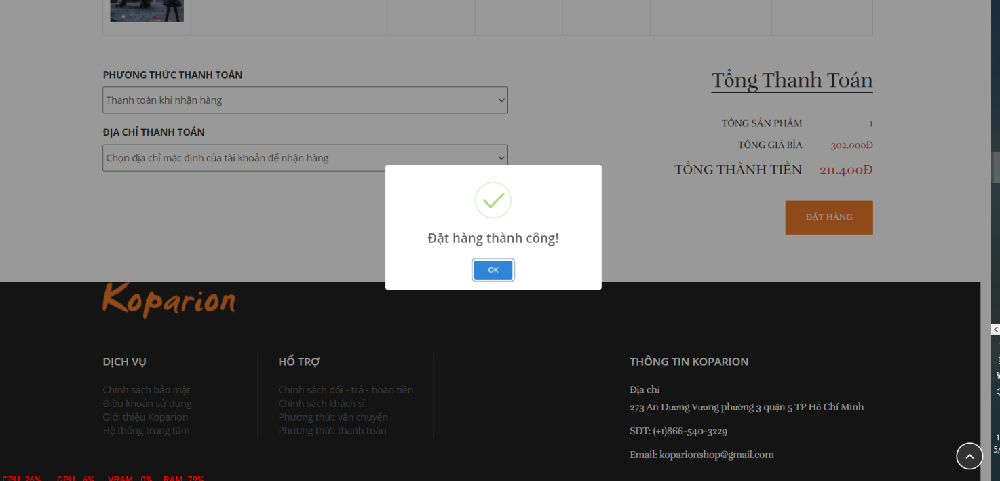 PHƯƠNG THỨC THANH TOÁN
Thanh toán khi nhận hàng
ĐỊA CHỈ THANH TOÁN
Chọn địa chỉ mặc định của tài khoản để nhận hàng
Tổng Thanh Toán
TỔNG SẢN PHẨM 1
TỔNG GIÁ BÌA 302.000Đ
TỔNG THÀNH TIỀN 211.400Đ
ĐẶT HÀNG
Đặt hàng thành công!
OK
Koparion
DỊCH VỤ
Chính sách bảo mật
Điều khoản sử dụng
Giới thiệu Koparion
Hệ thống trung tâm
HỔ TRỢ
Chính sách đổi - trả - hoàn tiền
Chính sách khách sỉ
Phương thức vận chuyển
Phương thức thanh toán
THÔNG TIN KOPARION
Địa chỉ
273 An Dương Vương phường 3 quận 5 TP Hồ Chí Minh
SDT: (+1)866-540-3229
Email: koparionshop@gmail.com
CPU 26% GPU 4% VRAM 0% RAM 79%